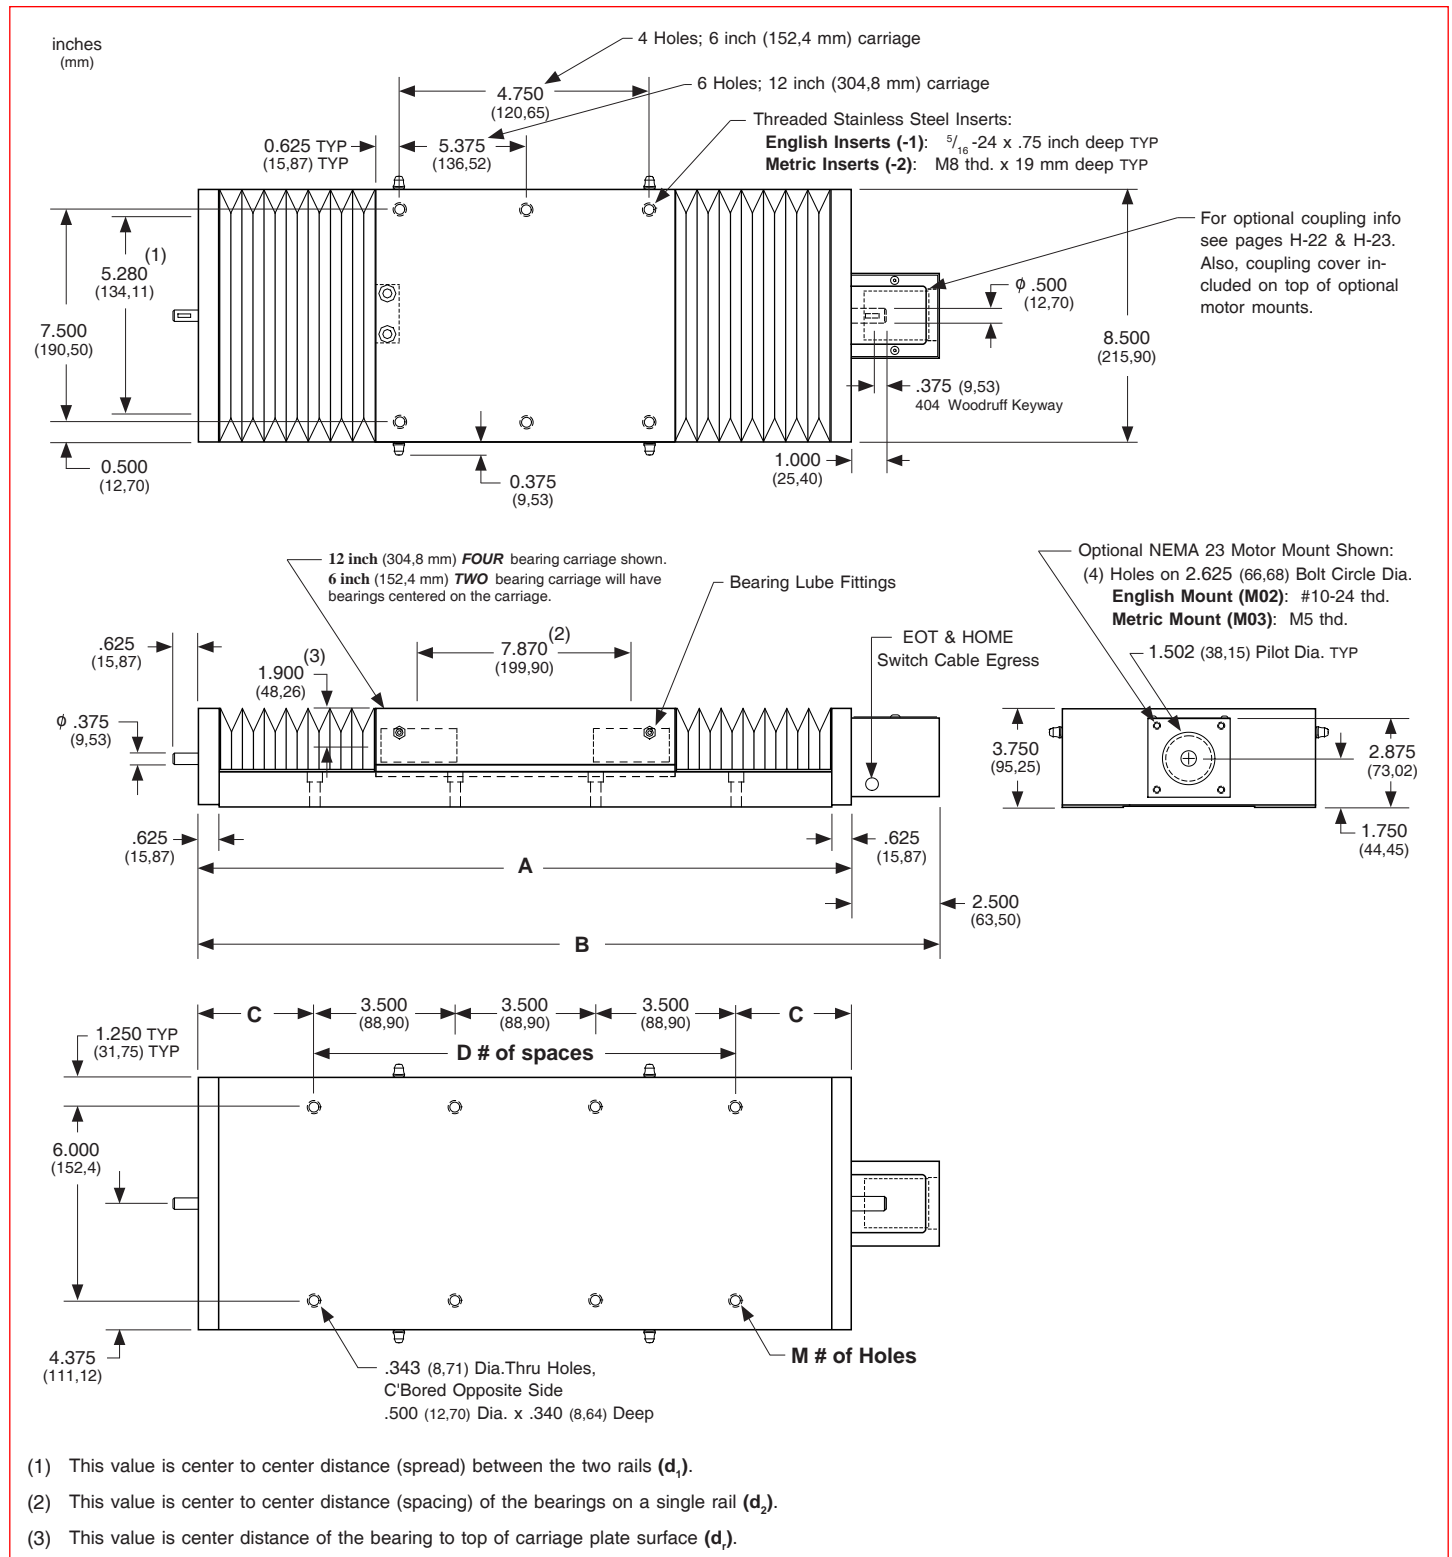 inches
(mm)
4 Holes; 6 inch (152,4 mm) carriage
4.750
(120,65)
6 Holes; 12 inch (304,8 mm) carriage
0.625 TYP
(15,87) TYP
5.375
(136,52)
Threaded Stainless Steel Inserts:
English Inserts (-1): 5/16 -24 x .75 inch deep TYP
Metric Inserts (-2): M8 thd. x 19 mm deep TYP
For optional coupling info
see pages H-22 & H-23.
Also, coupling cover in-
cluded on top of optional
motor mounts.
5.280 (1)
(134,11)
7.500
(190,50)
ϕ .500
(12,70)
8.500
(215,90)
.375 (9,53)
404 Woodruff Keyway
0.500
(12,70)
0.375
(9,53)
1.000
(25,40)
12 inch (304,8 mm) FOUR bearing carriage shown.
6 inch (152,4 mm) TWO bearing carriage will have
bearings centered on the carriage.
Bearing Lube Fittings
Optional NEMA 23 Motor Mount Shown:
(4) Holes on 2.625 (66,68) Bolt Circle Dia.
English Mount (M02): #10-24 thd.
Metric Mount (M03): M5 thd.
1.502 (38,15) Pilot Dia. TYP
.625
(15,87)
1.900 (3)
(48,26)
7.870 (2)
(199,90)
EOT & HOME
Switch Cable Egress
ϕ .375
(9,53)
3.750
(95,25)
2.875
(73,02)
1.750
(44,45)
.625
(15,87)
A
.625
(15,87)
2.500
(63,50)
B
C
3.500
(88,90)
3.500
(88,90)
3.500
(88,90)
C
1.250 TYP
(31,75) TYP
D # of spaces
6.000
(152,4)
4.375
(111,12)
.343 (8,71) Dia.Thru Holes,
C'Bored Opposite Side
.500 (12,70) Dia. x .340 (8,64) Deep
M # of Holes
(1) This value is center to center distance (spread) between the two rails (d1).
(2) This value is center to center distance (spacing) of the bearings on a single rail (d2).
(3) This value is center distance of the bearing to top of carriage plate surface (dr).